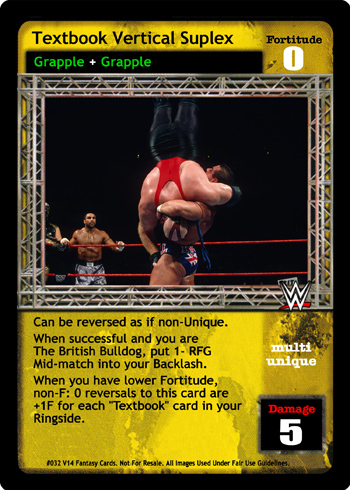 Textbook Vertical Suplex
Fortitude
0
Grapple + Grapple
W
Can be reversed as if non-Unique.
When successful and you are
The British Bulldog, put 1- RFG
Mid-match into your Backlash.
When you have lower Fortitude,
non-F: 0 reversals to this card are
+1F for each "Textbook" card in your
Ringside.
multi
unique
Damage
5
#032 V14 Fantasy Cards. Not For Resale. All Images Used Under Fair Use Guidelines.